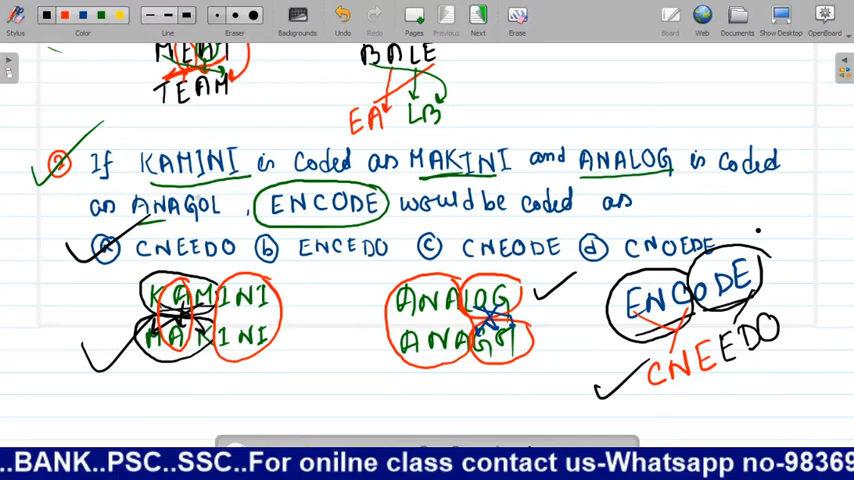 Stylus
Color
Line
Eraser
Backgrounds
Undo
Redo
Pages
Previous
Next
Erase
Board
Web
Documents
Show Desktop
OpenBoard
MEAT BALE
TEAM
EA LB
Q If KAMINI is coded as MAKINI and ANALOG is coded
as ANAGOL, ENCODE would be coded as
a CNEEDO b ENCEDO c CNEODE d CNOEDE
KAMINI ANALOG ENCODE
MAKINI
CNEEDO
..BANK..PSC..SSC..For onilne class contact us-Whatsapp no-98369